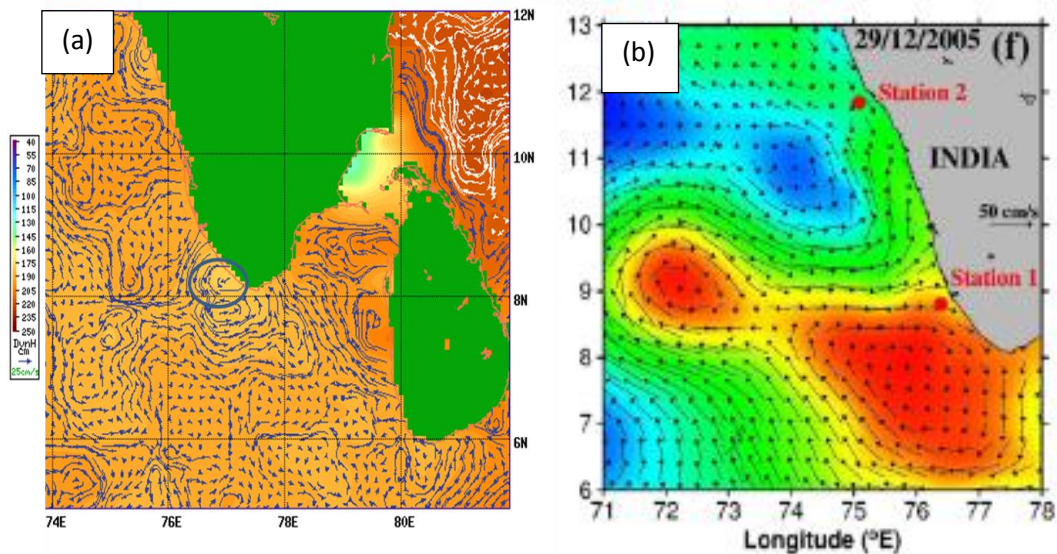 (a)
12N
10N
8N
6N
74E
76E
78E
80E
40
55
70
85
100
115
130
145
160
175
190
205
220
235
250
DynH
cm
25cm/s
(b)
29/12/2005 (f)
Station 2
INDIA
50 cm/s
Station 1
13
12
11
10
9
8
7
6
71 72 73 74 75 76 77 78
Longitude (°E)